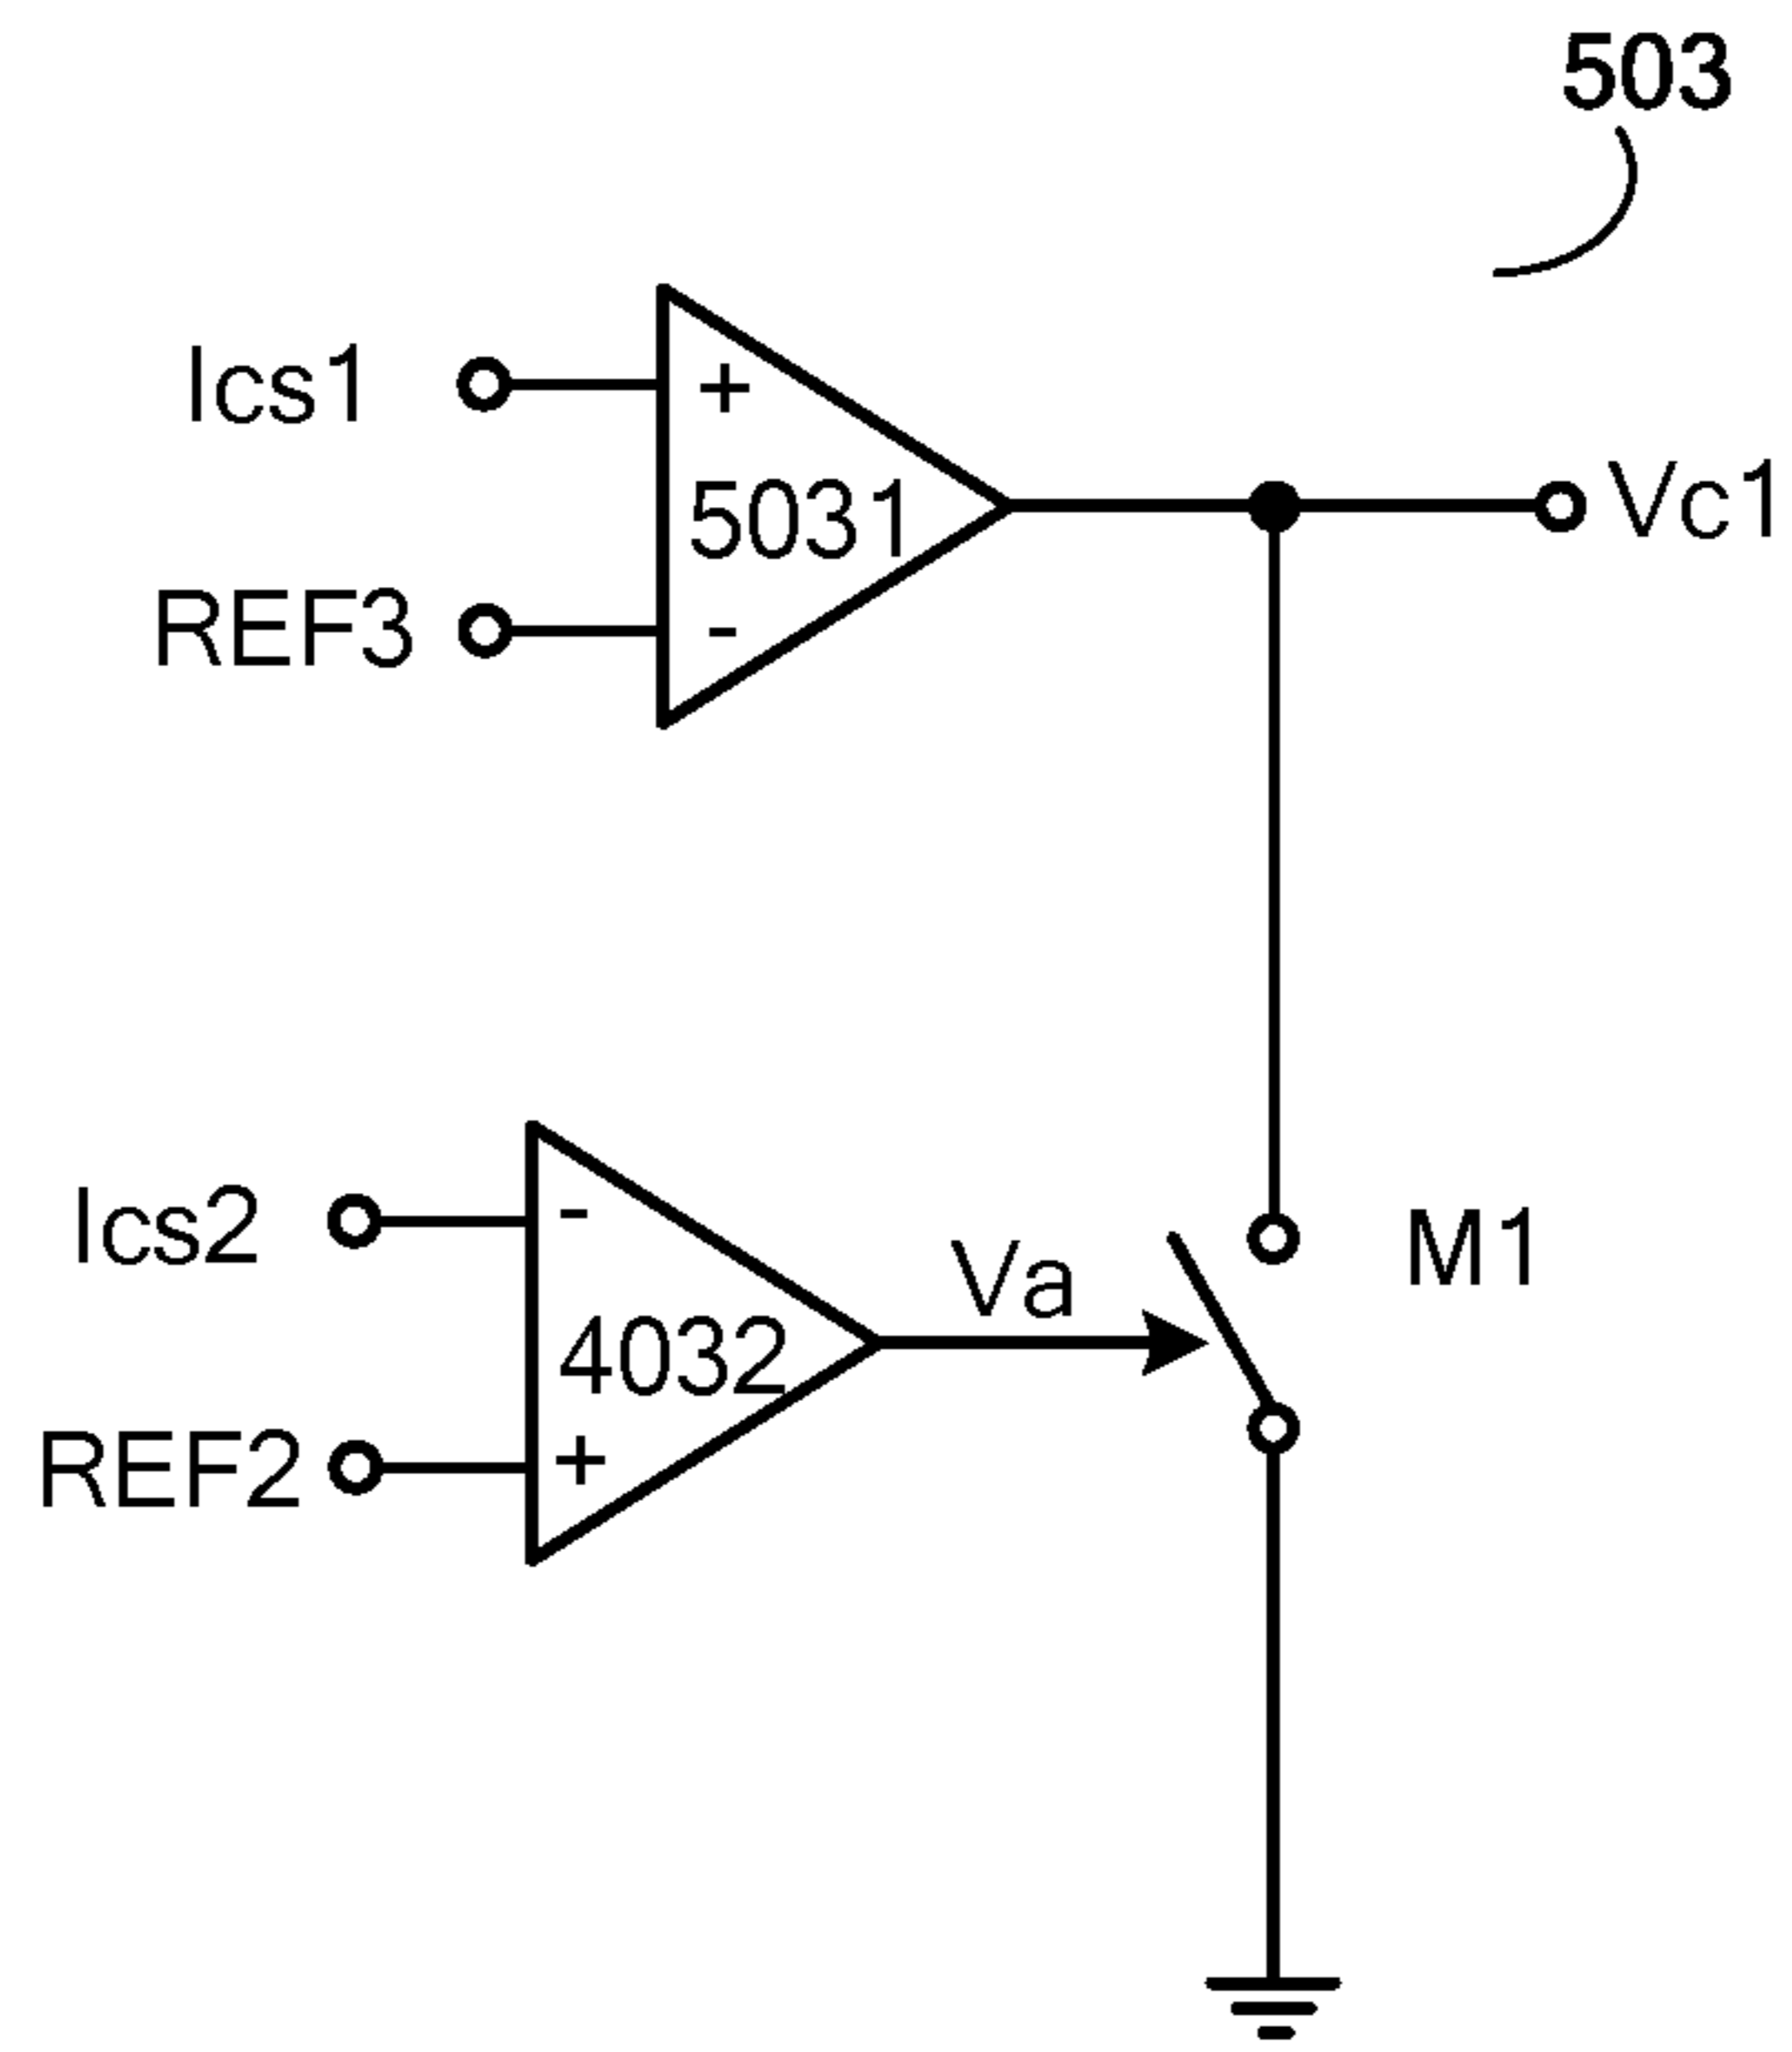 503
Ics1
+
5031
Vc1
REF3
-
Ics2
-
M1
Va
4032
REF2
+